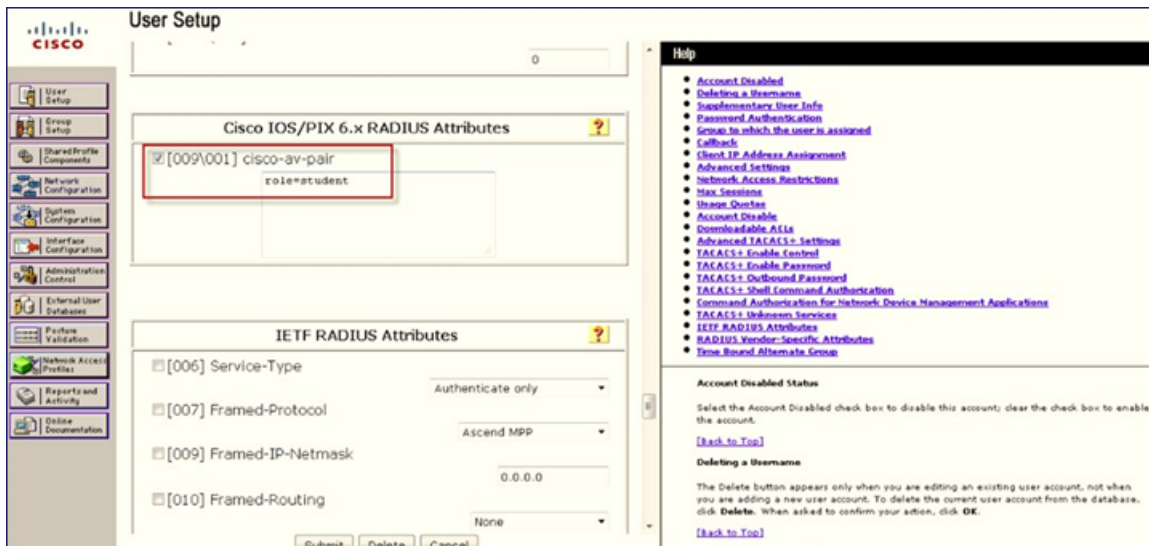 CISCO
User Setup
0
User
Setup
Group
Setup
Shared Profile
Components
Network
Configuration
System
Configuration
Interface
Configuration
Administration
Control
External User
Databases
Posture
Validation
Network Access
Profiles
Reports and
Activity
Online
Documentation
Cisco IOS/PIX 6.x RADIUS Attributes
?
[009\001] cisco-av-pair
role=student
IETF RADIUS Attributes
?
[006] Service-Type
Authenticate only
[007] Framed-Protocol
Ascend MPP
[009] Framed-IP-Netmask
0.0.0.0
[010] Framed-Routing
None
Submit Delete Cancel
Help
Account Disabled
Deleting a Username
Supplementary User Info
Password Authentication
Group to which the user is assigned
Callback
Client IP Address Assignment
Advanced Settings
Network Access Restrictions
Max Sessions
Usage Quotas
Account Disable
Downloadable ACLs
Advanced TACACS+ Settings
TACACS+ Enable Control
TACACS+ Enable Password
TACACS+ Outbound Password
TACACS+ Shell Command Authorization
Command Authorization for Network Device Management Applications
TACACS+ Unknown Services
IETF RADIUS Attributes
RADIUS Vendor-Specific Attributes
Time Bound Alternate Group
Account Disabled Status
Select the Account Disabled check box to disable this account; clear the check box to enable
the account.
[Back to Top]
Deleting a Username
The Delete button appears only when you are editing an existing user account, not when
you are adding a new user account. To delete the current user account from the database,
click Delete. When asked to confirm your action, click OK.
[Back to Top]